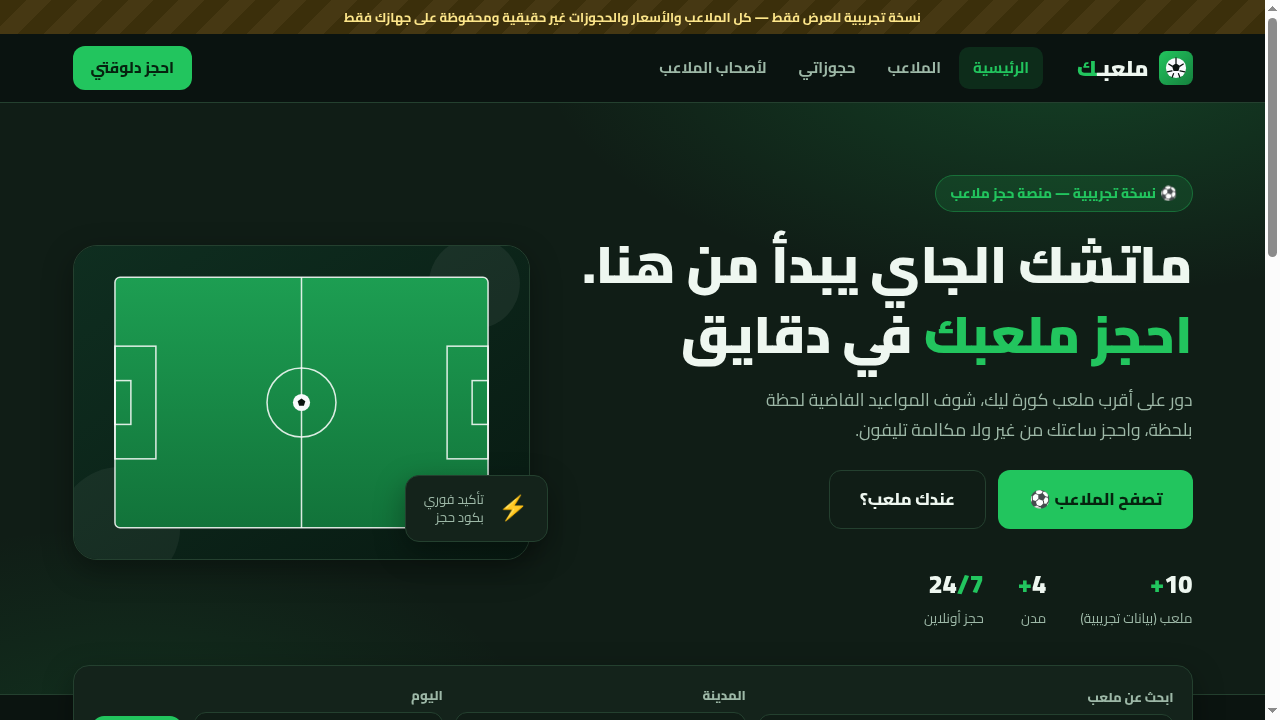 نسخة تجريبية للعرض فقط — كل الملاعب والأسعار والحجوزات غير حقيقية ومحفوظة على جهازك فقط
ملعبـك
الرئيسية
الملاعب
حجوزاتي
لأصحاب الملاعب
احجز دلوقتي
نسخة تجريبية — منصة حجز ملاعب
ماتشك الجاي يبدأ من هنا.
احجز ملعبك في دقايق
دور على أقرب ملعب كورة ليك، شوف المواعيد الفاضية لحظة
بلحظة، واحجز ساعتك من غير ولا مكالمة تليفون.
تصفح الملاعب
عندك ملعب؟
تأكيد فوري
بكود حجز
10+
ملعب (بيانات تجريبية)
4+
مدن
24/7
حجز أونلاين
ابحث عن ملعب
المدينة
اليوم